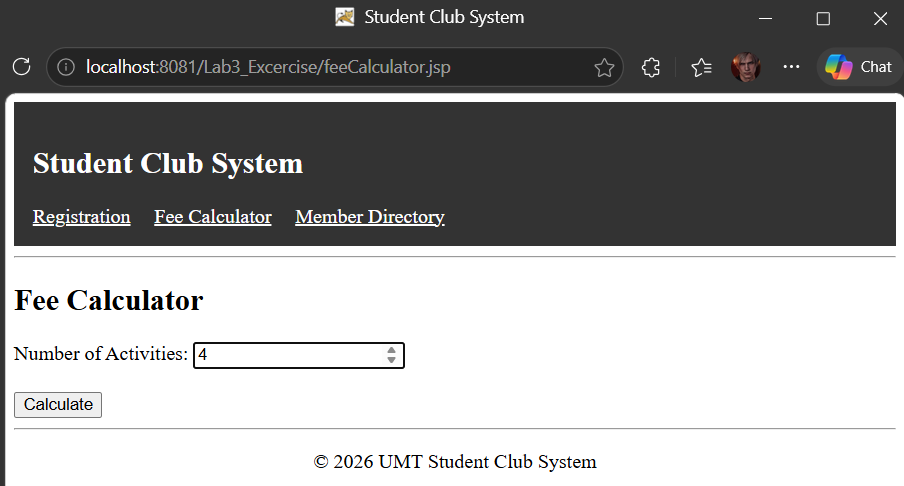 Student Club System
localhost:8081/Lab3_Excercise/feeCalculator.jsp
Chat
Student Club System
Registration Fee Calculator Member Directory
Fee Calculator
Number of Activities: 4
Calculate
© 2026 UMT Student Club System